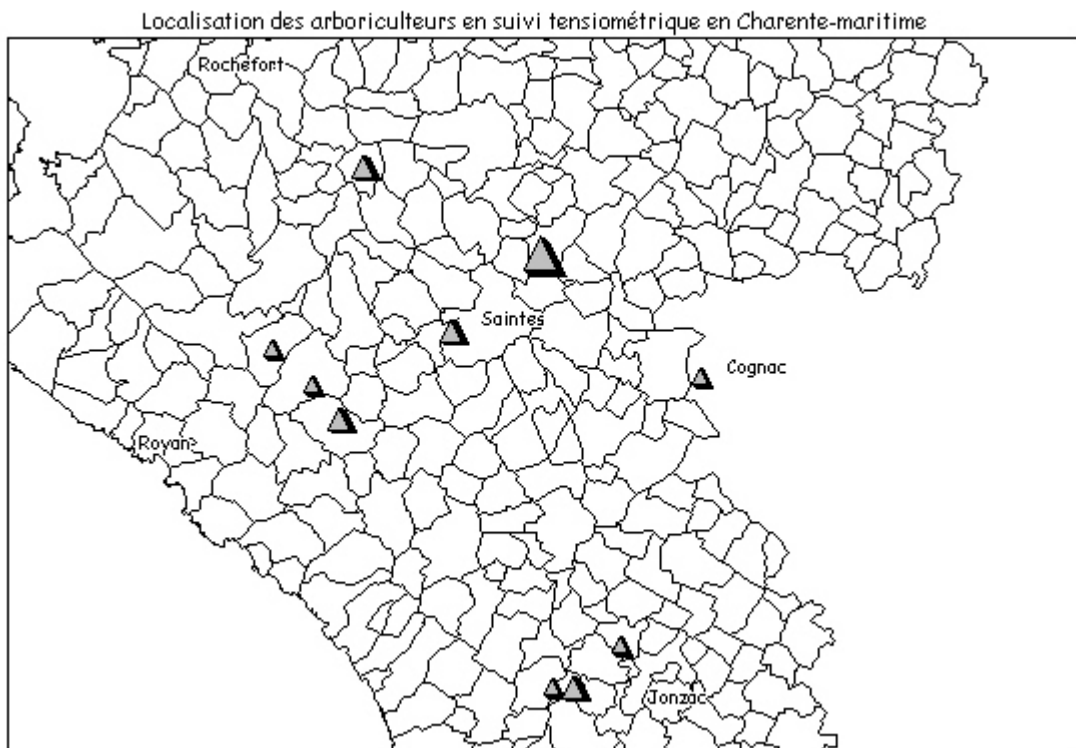 Localisation des arboriculteurs en suivi tensiométrique en Charente-maritime
Rochefort
Saintes
Cognac
Royan
Jonzac